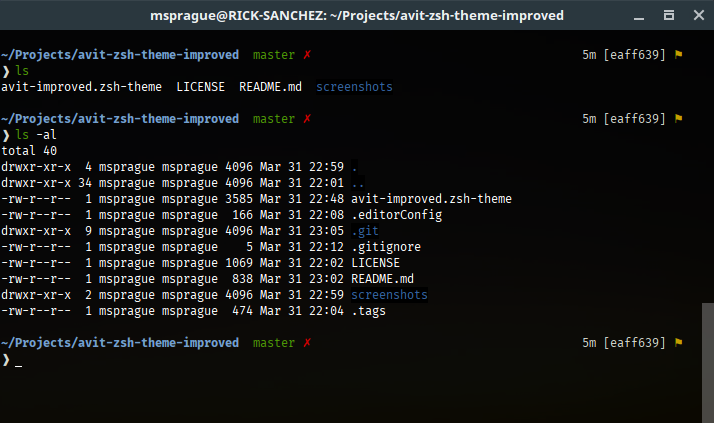 msprague@RICK-SANCHEZ: ~/Projects/avit-zsh-theme-improved
~/Projects/avit-zsh-theme-improved  master ✗ 5m [eaff639] ⚑
❱ ls
avit-improved.zsh-theme  LICENSE  README.md  screenshots
~/Projects/avit-zsh-theme-improved  master ✗ 5m [eaff639] ⚑
❱ ls -al
total 40
drwxr-xr-x  4 msprague msprague 4096 Mar 31 22:59 .
drwxr-xr-x 34 msprague msprague 4096 Mar 31 22:01 ..
-rw-r--r--  1 msprague msprague 3585 Mar 31 22:48 avit-improved.zsh-theme
-rw-r--r--  1 msprague msprague  166 Mar 31 22:08 .editorConfig
drwxr-xr-x  9 msprague msprague 4096 Mar 31 23:05 .git
-rw-r--r--  1 msprague msprague    5 Mar 31 22:12 .gitignore
-rw-r--r--  1 msprague msprague 1069 Mar 31 22:02 LICENSE
-rw-r--r--  1 msprague msprague  838 Mar 31 23:02 README.md
drwxr-xr-x  2 msprague msprague 4096 Mar 31 22:59 screenshots
-rw-r--r--  1 msprague msprague  474 Mar 31 22:04 .tags
~/Projects/avit-zsh-theme-improved  master ✗ 5m [eaff639] ⚑
❱ _